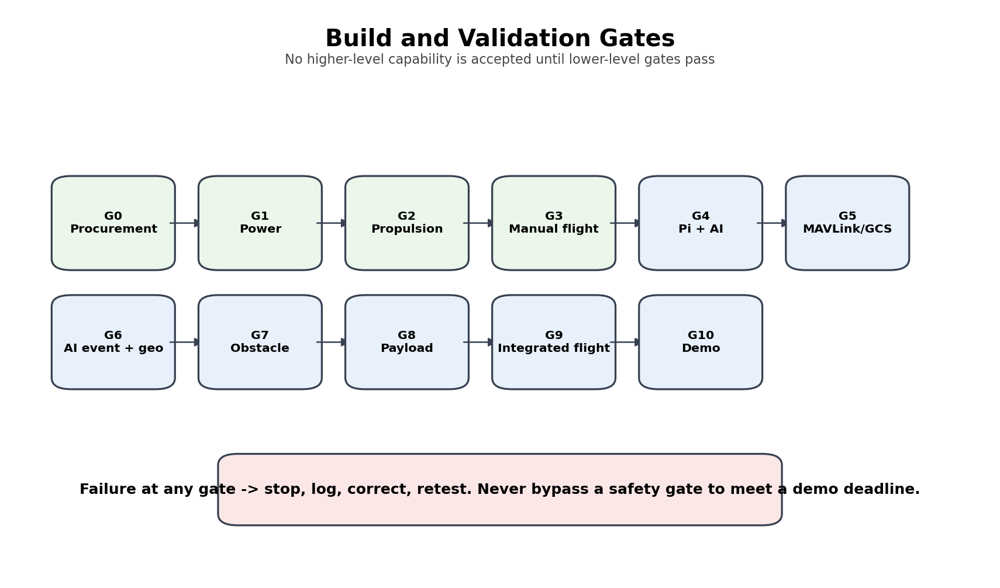 Build and Validation Gates
No higher-level capability is accepted until lower-level gates pass
G0
Procurement
G1
Power
G2
Propulsion
G3
Manual flight
G4
Pi + AI
G5
MAVLink/GCS
G6
AI event + geo
G7
Obstacle
G8
Payload
G9
Integrated flight
G10
Demo
Failure at any gate -> stop, log, correct, retest. Never bypass a safety gate to meet a demo deadline.